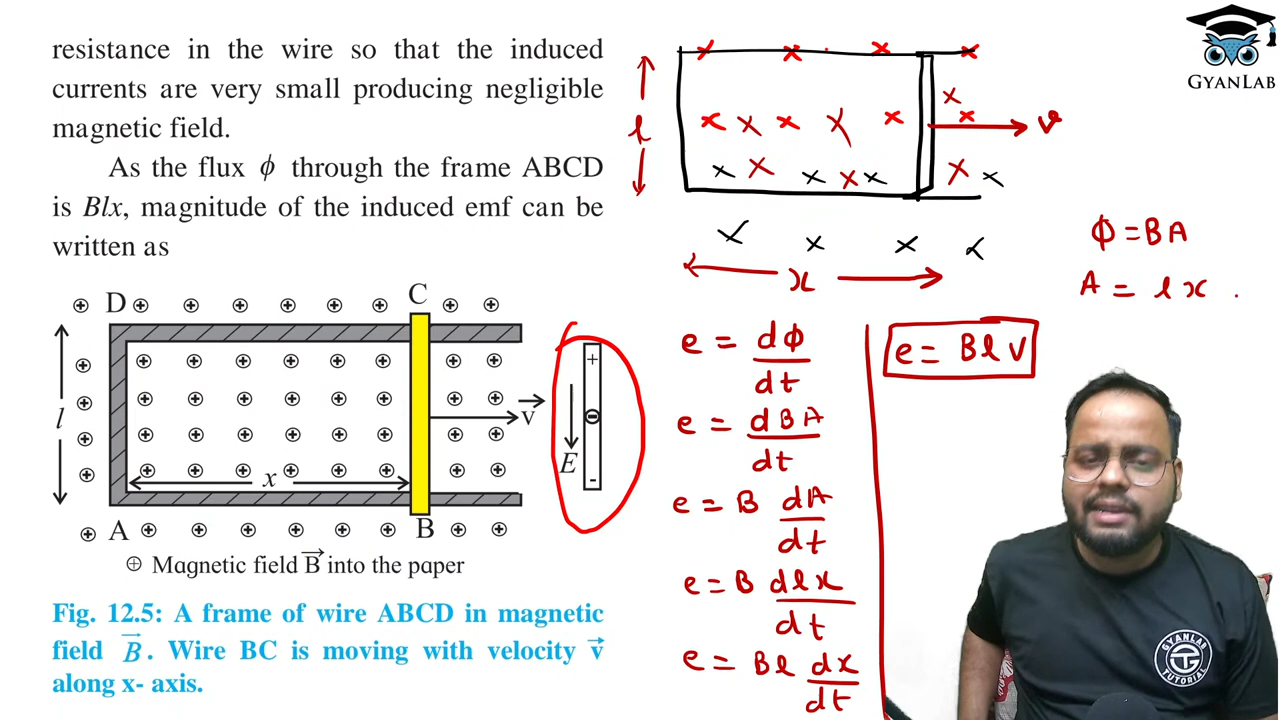 resistance in the wire so that the induced
currents are very small producing negligible
magnetic field.
As the flux ϕ through the frame ABCD
is Blx, magnitude of the induced emf can be
written as
D
C
l
x
v
E
+
-
A
B
⊕ Magnetic field B into the paper
Fig. 12.5: A frame of wire ABCD in magnetic
field B. Wire BC is moving with velocity v
along x- axis.
l
v
x
ϕ = BA
A = lx.
e = dϕ/dt
e = dBA/dt
e = B dA/dt
e = B dlx/dt
e = Bl dx/dt
e = Blv
GYANLAB
GYANLAB
TUTORIAL